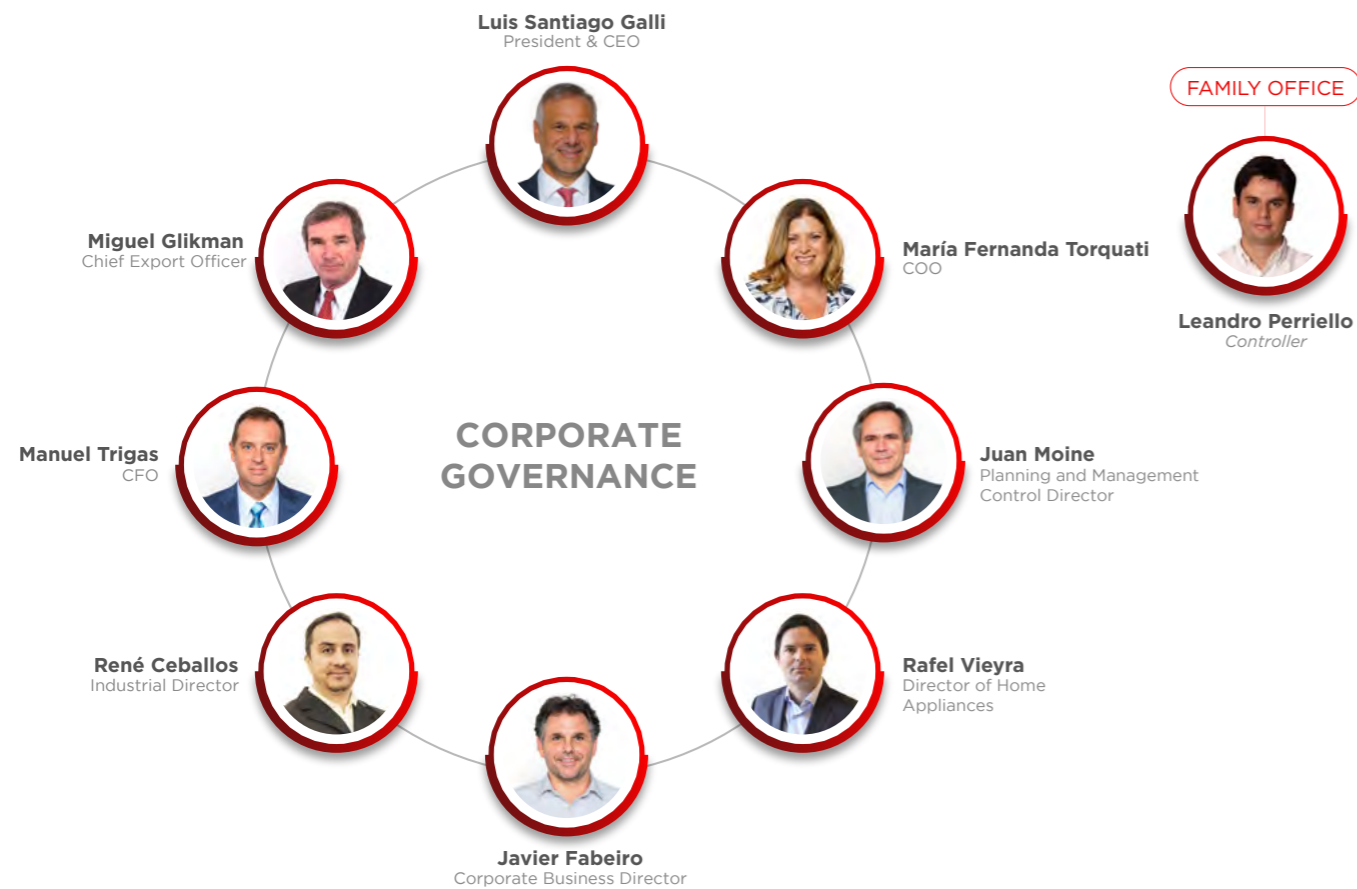 Luis Santiago Galli
President & CEO
FAMILY OFFICE
Miguel Glikman
Chief Export Officer
María Fernanda Torquati
COO
Leandro Perriello
Controller
CORPORATE
GOVERNANCE
Manuel Trigas
CFO
Juan Moine
Planning and Management
Control Director
René Ceballos
Industrial Director
Rafel Vieyra
Director of Home
Appliances
Javier Fabeiro
Corporate Business Director